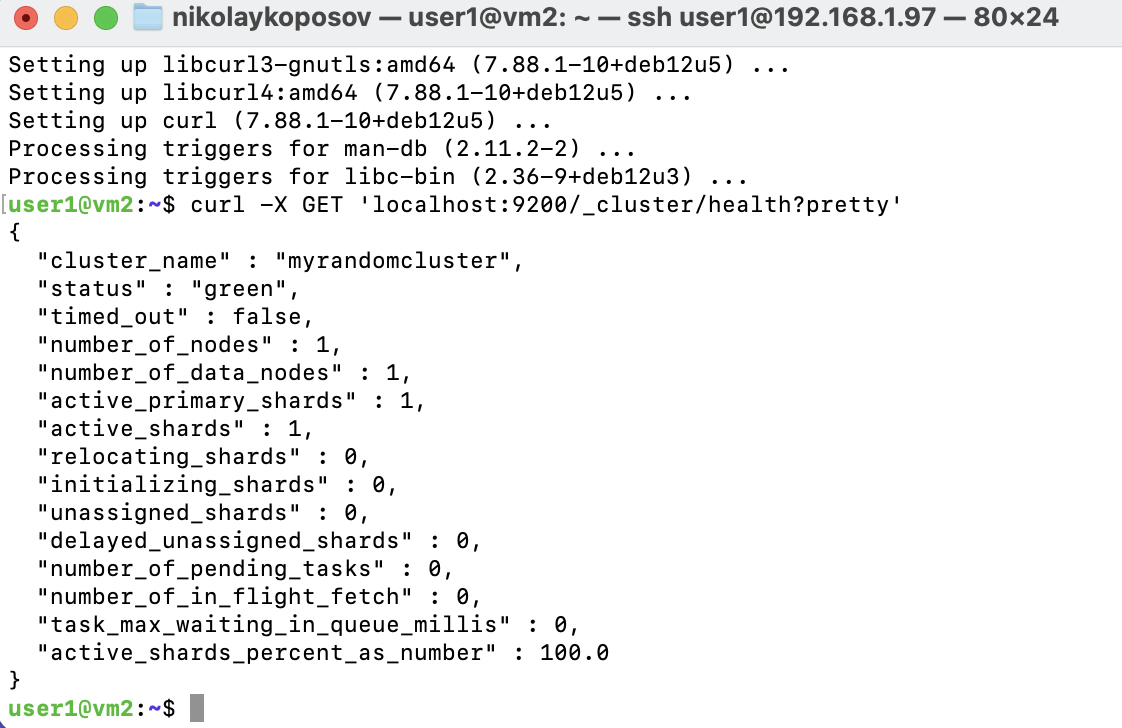 nikolaykoposov — user1@vm2: ~ — ssh user1@192.168.1.97 — 80×24
Setting up libcurl3-gnutls:amd64 (7.88.1-10+deb12u5) ...
Setting up libcurl4:amd64 (7.88.1-10+deb12u5) ...
Setting up curl (7.88.1-10+deb12u5) ...
Processing triggers for man-db (2.11.2-2) ...
Processing triggers for libc-bin (2.36-9+deb12u3) ...
[user1@vm2:~$ curl -X GET 'localhost:9200/_cluster/health?pretty'
{
  "cluster_name" : "myrandomcluster",
  "status" : "green",
  "timed_out" : false,
  "number_of_nodes" : 1,
  "number_of_data_nodes" : 1,
  "active_primary_shards" : 1,
  "active_shards" : 1,
  "relocating_shards" : 0,
  "initializing_shards" : 0,
  "unassigned_shards" : 0,
  "delayed_unassigned_shards" : 0,
  "number_of_pending_tasks" : 0,
  "number_of_in_flight_fetch" : 0,
  "task_max_waiting_in_queue_millis" : 0,
  "active_shards_percent_as_number" : 100.0
}
user1@vm2:~$